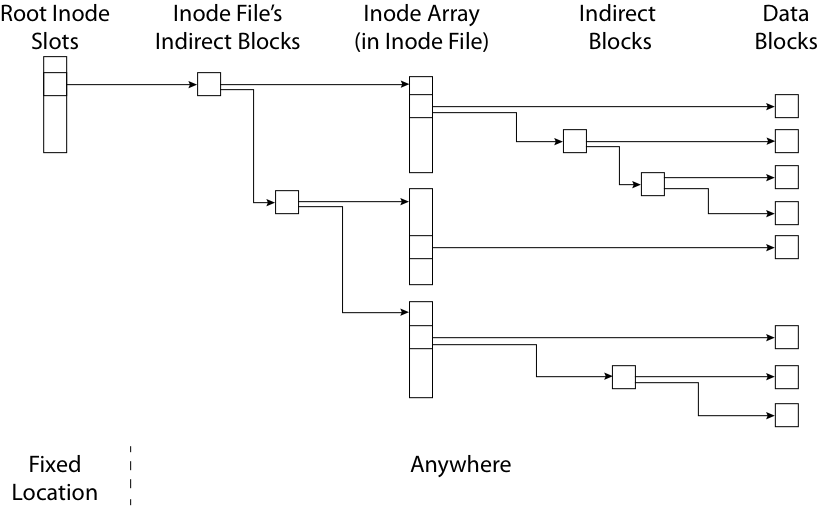 Root Inode
Slots
Inode File’s
Indirect Blocks
Inode Array
(in Inode File)
Indirect
Blocks
Data
Blocks
Fixed
Location
Anywhere